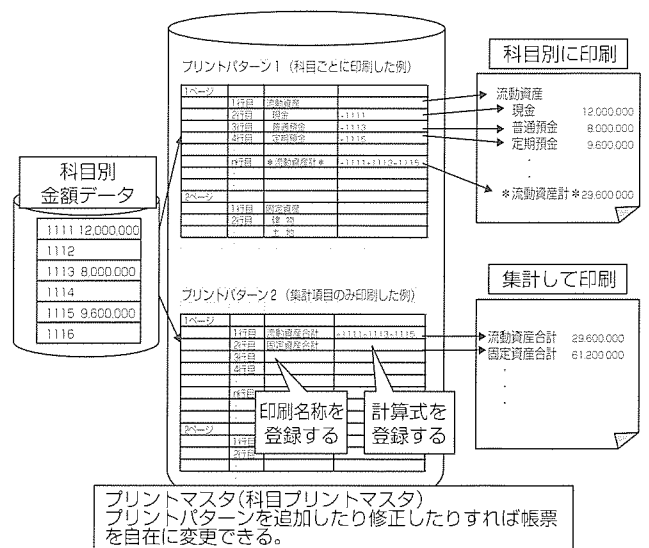 プリントパターン1(科目ごとに印刷した例)
1ページ
1行目 流動資産
2行目 現金 +1111
3行目 普通預金 +1113
4行目 定期預金 +1115
n行目 *流動資産計* +1111+1113+1115
2ページ
1行目 固定資産
2行目 建物
土地
科目別に印刷
流動資産
現金 12,000,000
普通預金 8,000,000
定期預金 9,600,000
*流動資産計*29,600,000
科目別
金額データ
1111 12,000,000
1112
1113 8,000,000
1114
1115 9,600,000
1116
プリントパターン2(集計項目のみ印刷した例)
1ページ
1行目 流動資産合計 +1111+1113+1115
2行目 固定資産合計
3行目
4行目
n行目
2ページ
1行目
2行目
印刷名称を
登録する
計算式を
登録する
集計して印刷
流動資産合計 29,600,000
固定資産合計 61,200,000
プリントマスタ(科目プリントマスタ)
プリントパターンを追加したり修正したりすれば帳票
を自在に変更できる。